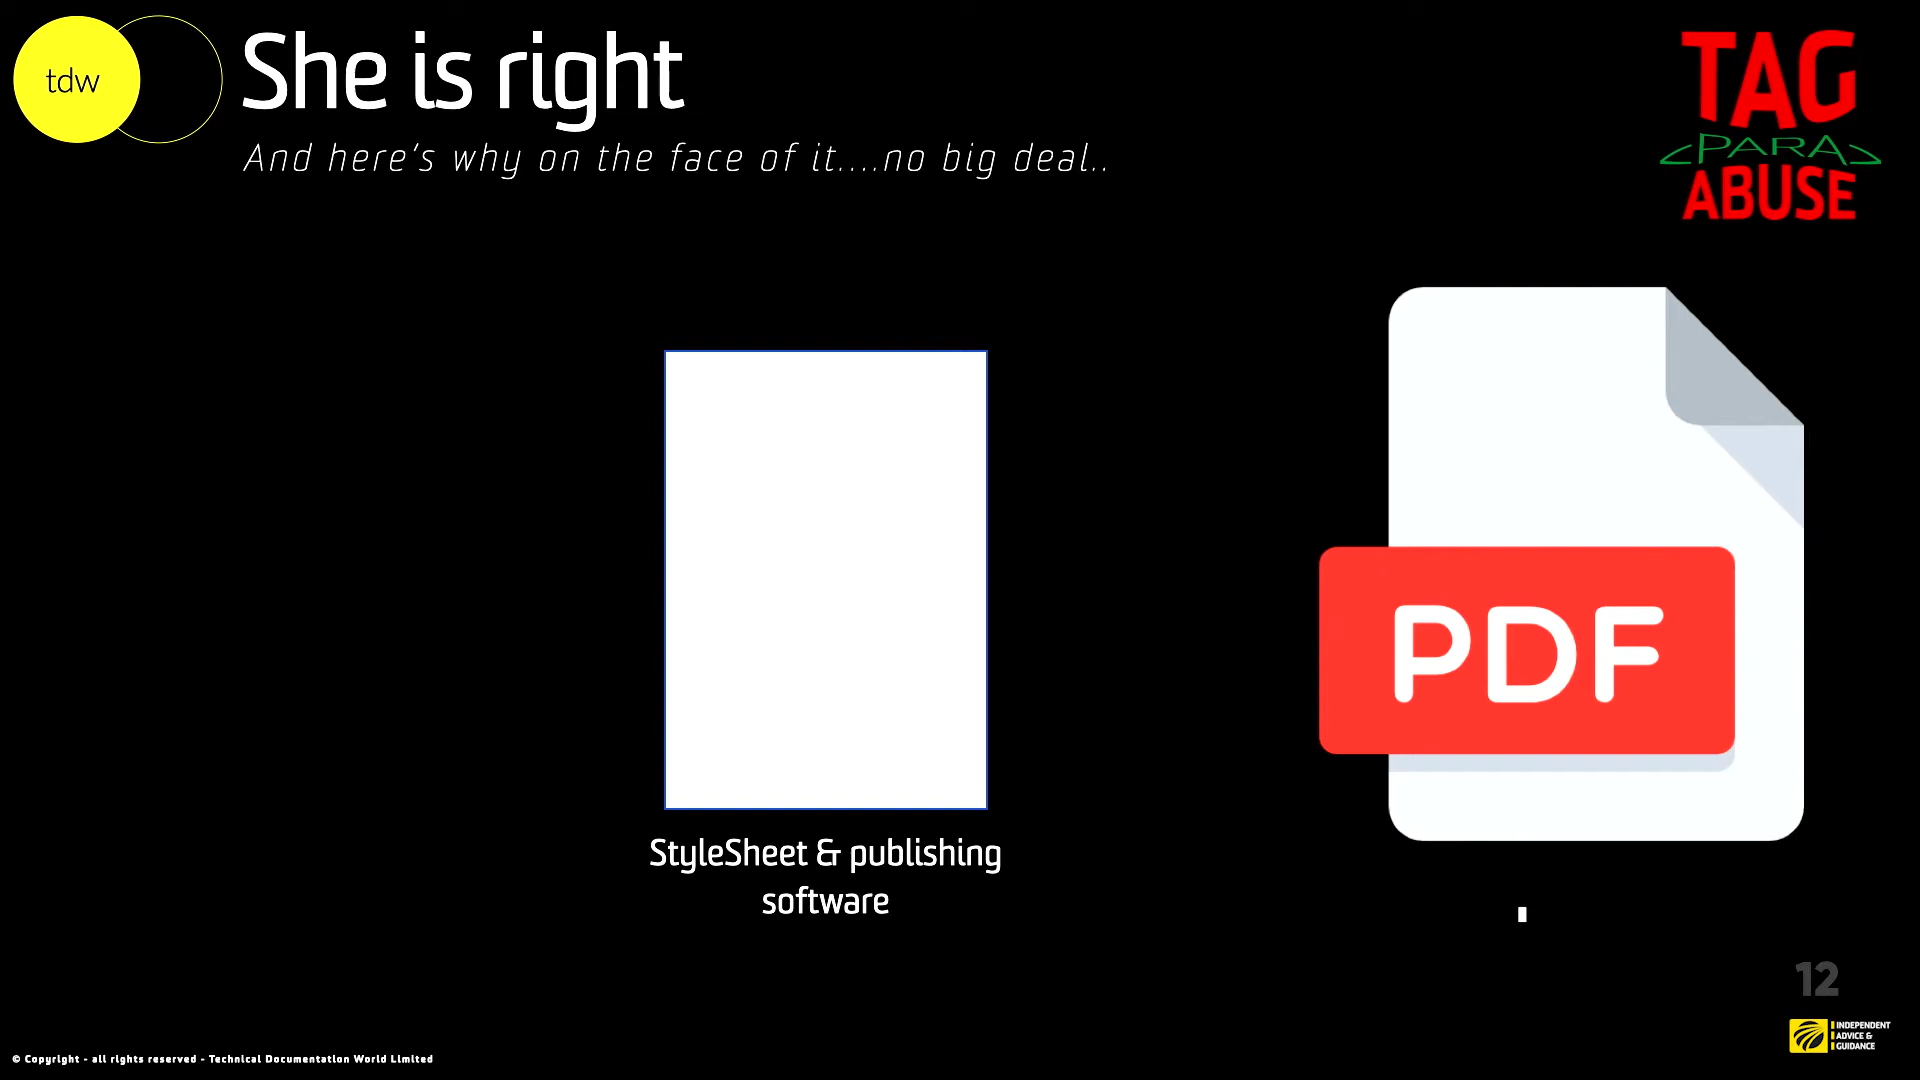 tdw
She is right
And here's why on the face of it....no big deal..
TAG
<PARA>
ABUSE
PDF
StyleSheet & publishing
software
12
INDEPENDENT
ADVICE &
GUIDANCE
© Copyright - all rights reserved - Technical Documentation World Limited